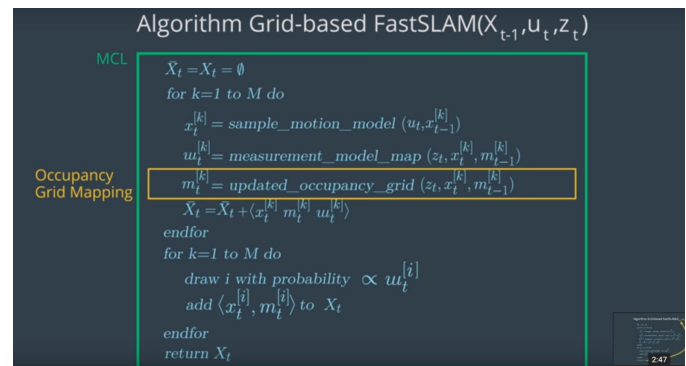 Algorithm Grid-based FastSLAM(X_{t-1},u_t,z_t)
MCL
X̄_t = X_t = ∅
for k=1 to M do
x_t^{[k]} = sample_motion_model (u_t,x_{t-1}^{[k]})
w_t^{[k]} = measurement_model_map (z_t,x_t^{[k]},m_{t-1}^{[k]})
Occupancy
Grid Mapping
m_t^{[k]} = updated_occupancy_grid (z_t,x_t^{[k]},m_{t-1}^{[k]})
X̄_t = X̄_t + ⟨x_t^{[k]} m_t^{[k]} w_t^{[k]}⟩
endfor
for k=1 to M do
draw i with probability ∝ w_t^{[i]}
add ⟨x_t^{[i]}, m_t^{[i]}⟩ to X_t
endfor
return X_t
2:47